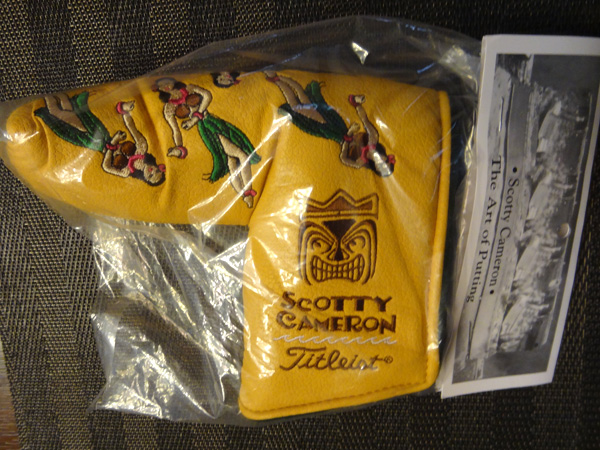 SCOTTY
CAMERON
Titleist®
• Scotty Cameron •
The Art of Putting